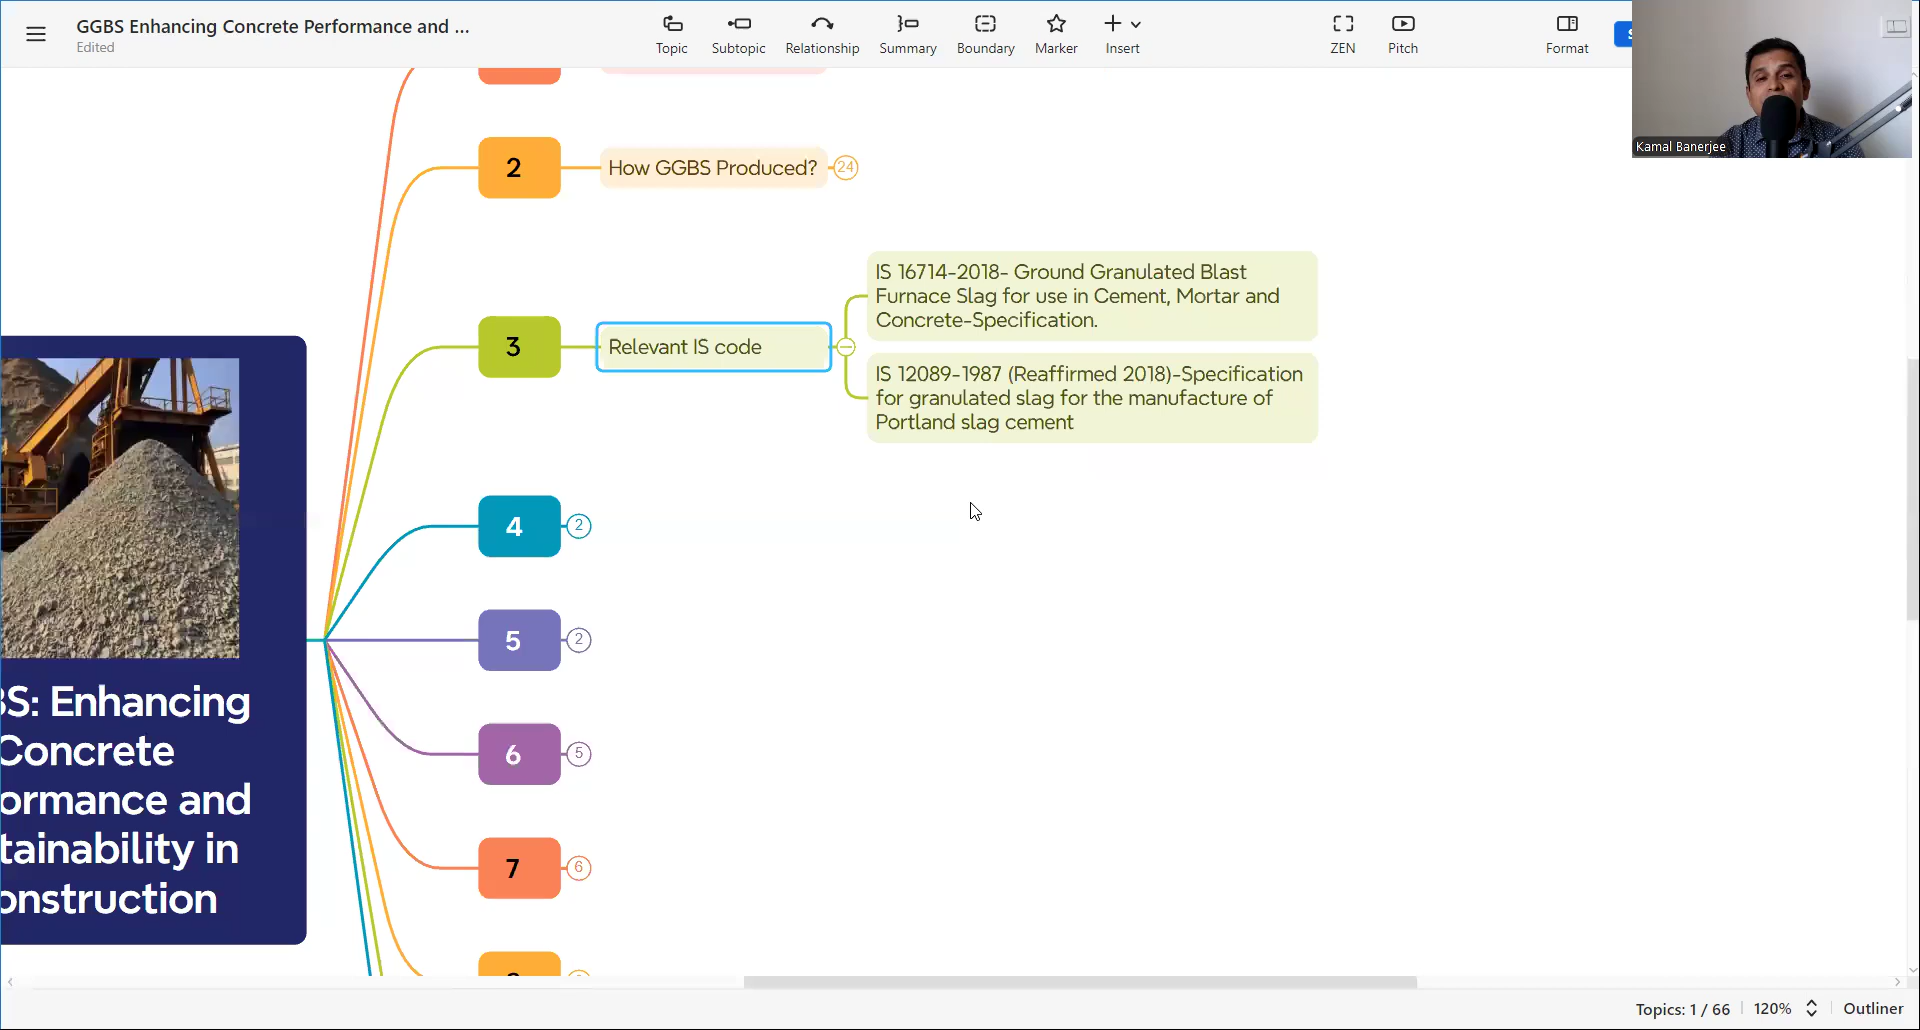 GGBS Enhancing Concrete Performance and ...
Edited
Topic
Subtopic
Relationship
Summary
Boundary
Marker
Insert
ZEN
Pitch
Format
Kamal Banerjee
2
How GGBS Produced?
24
3
Relevant IS code
IS 16714-2018- Ground Granulated Blast
Furnace Slag for use in Cement, Mortar and
Concrete-Specification.
IS 12089-1987 (Reaffirmed 2018)-Specification
for granulated slag for the manufacture of
Portland slag cement
4
2
5
2
6
5
7
6
BS: Enhancing
Concrete
ormance and
tainability in
onstruction
Topics: 1 / 66
120%
Outliner